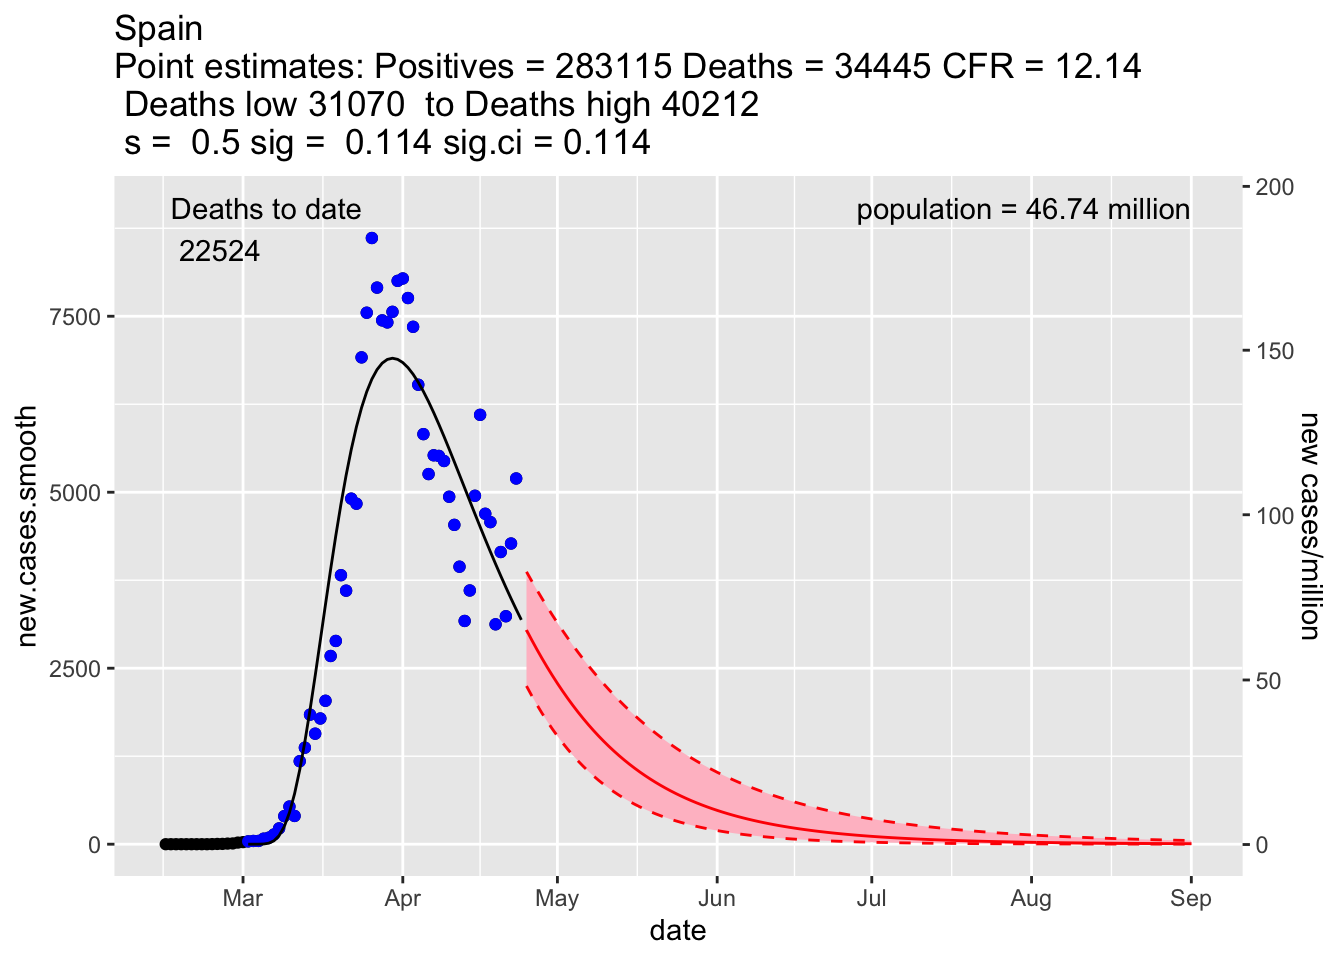 Spain
Point estimates: Positives = 283115 Deaths = 34445 CFR = 12.14
Deaths low 31070  to Deaths high 40212
s =  0.5 sig =  0.114 sig.ci = 0.114
Deaths to date
22524
population = 46.74 million
new.cases.smooth
7500
5000
2500
0
200
150
100
50
0
new cases/million
Mar
Apr
May
Jun
Jul
Aug
Sep
date